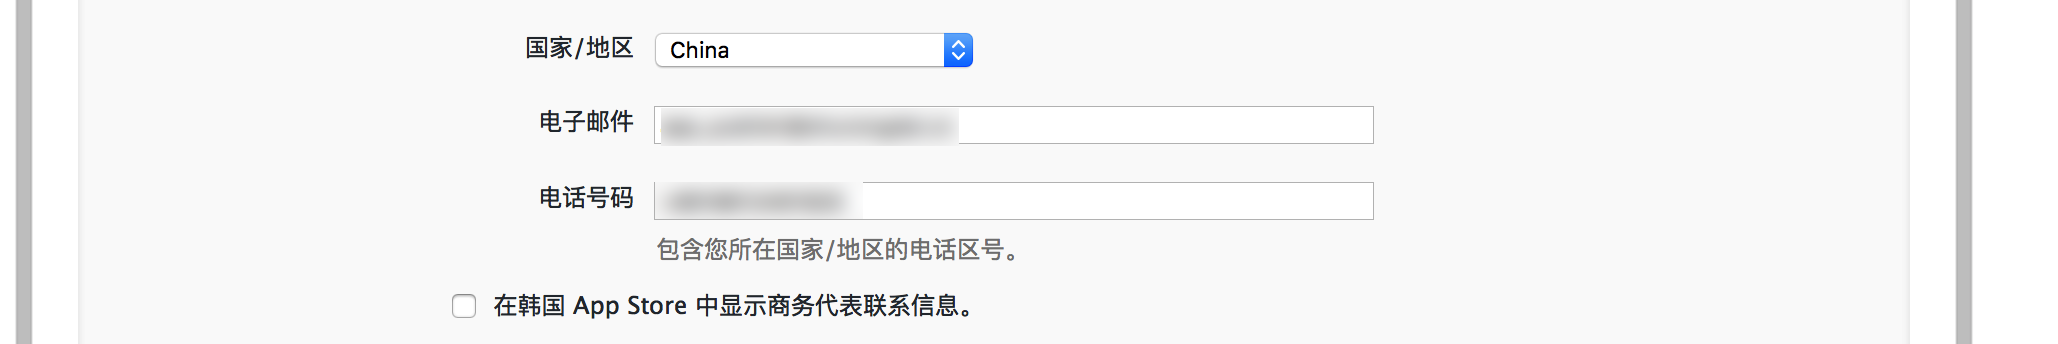 国家/地区 China
电子邮件
电话号码
包含您所在国家/地区的电话区号。
在韩国 App Store 中显示商务代表联系信息。